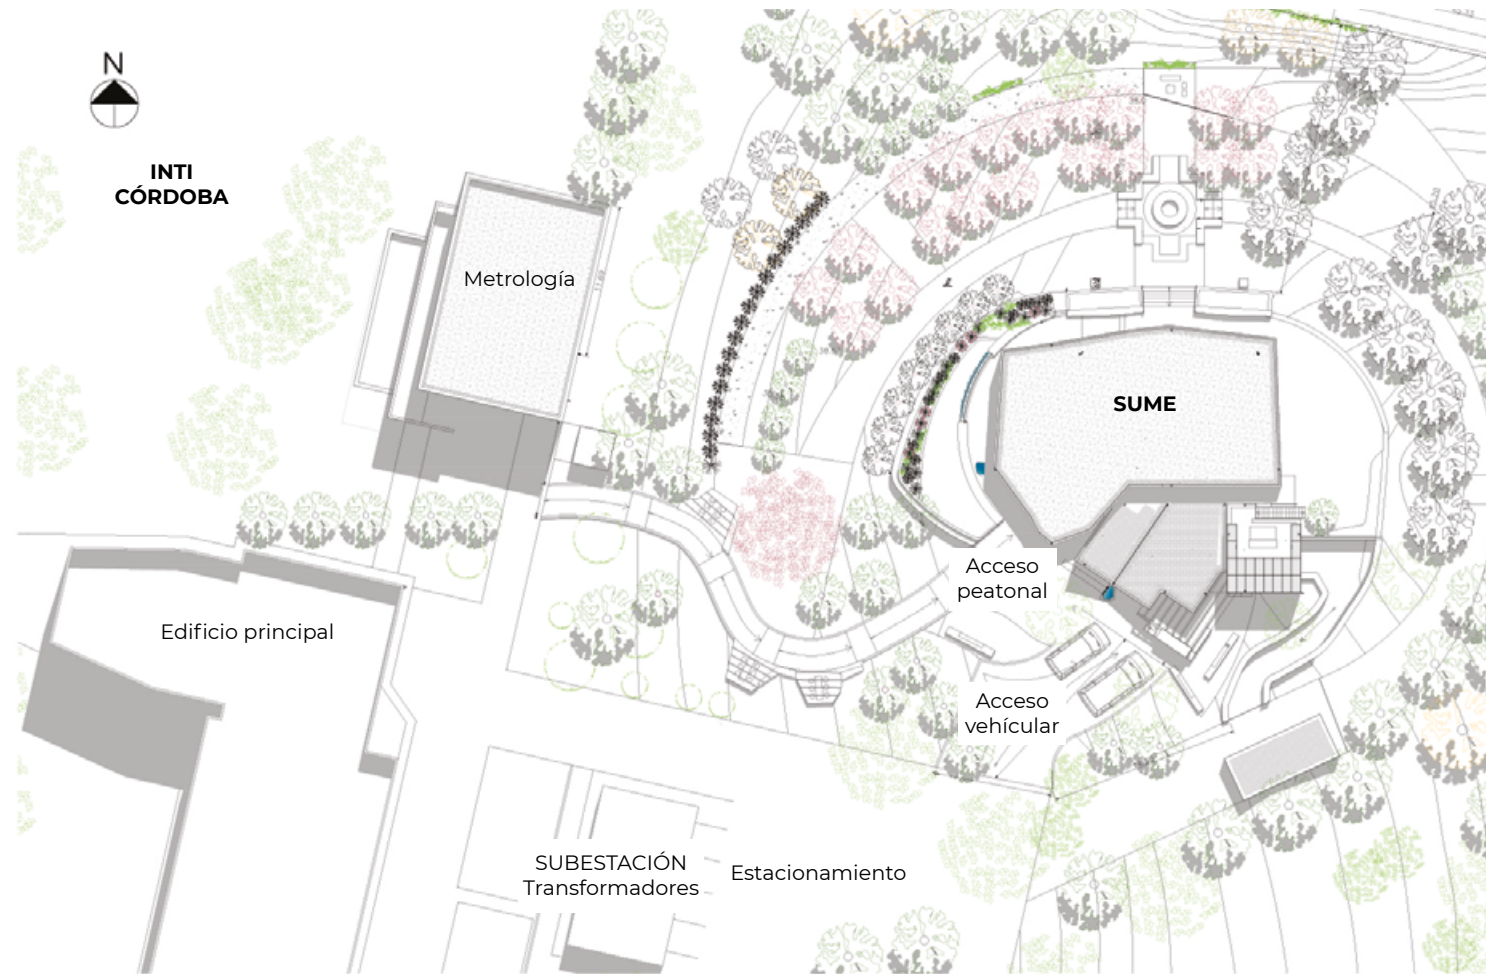 N
INTI
CÓRDOBA
Metrología
SUME
Acceso
peatonal
Edificio principal
Acceso
vehícular
SUBESTACIÓN
Transformadores
Estacionamiento